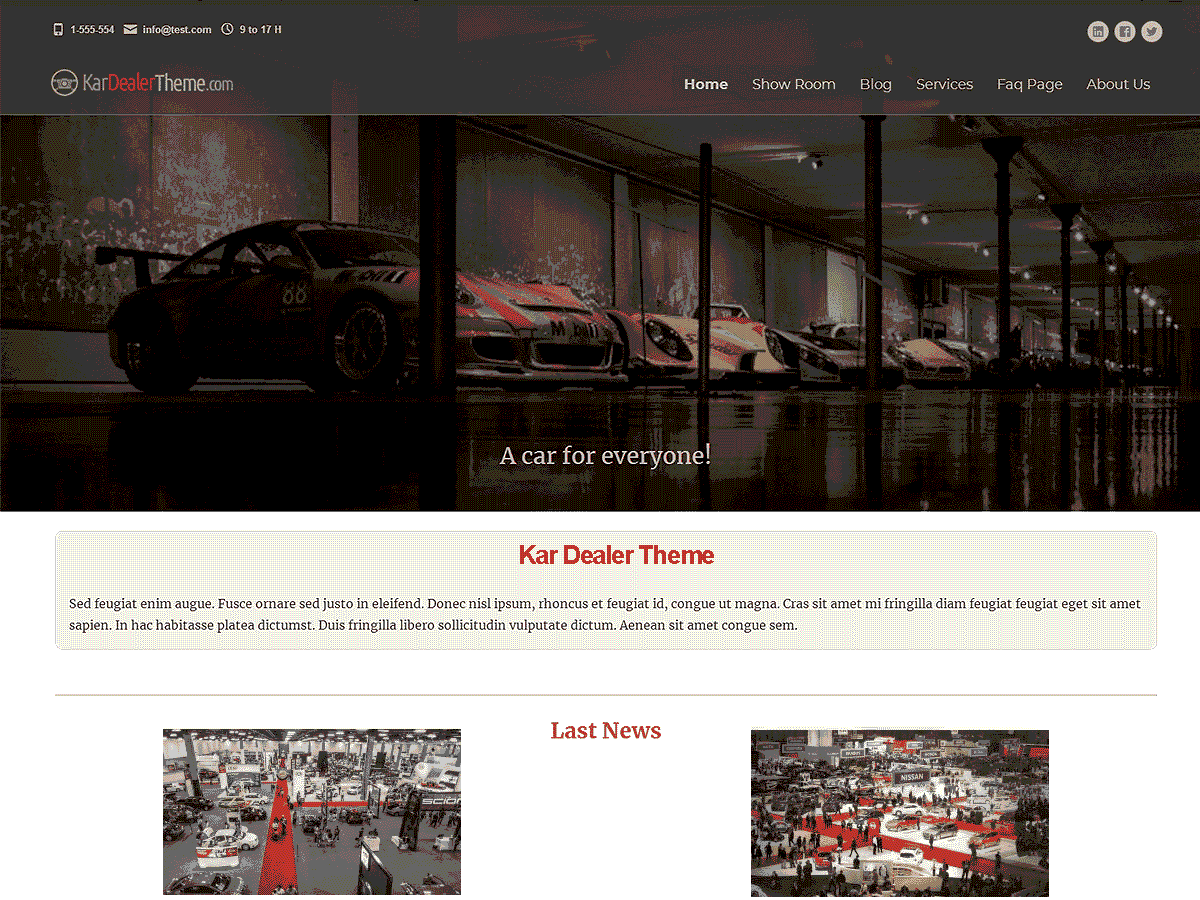 1-555-554 info@test.com 9 to 17 H
KarDealerTheme.com
Home Show Room Blog Services Faq Page About Us
88
M bil
A car for everyone!
Kar Dealer Theme
Sed feugiat enim augue. Fusce ornare sed justo in eleifend. Donec nisl ipsum, rhoncus et feugiat id, congue ut magna. Cras sit amet mi fringilla diam feugiat feugiat eget sit amet
sapien. In hac habitasse platea dictumst. Duis fringilla libero sollicitudin vulputate dictum. Aenean sit amet congue sem.
Last News
SCION
NISSAN